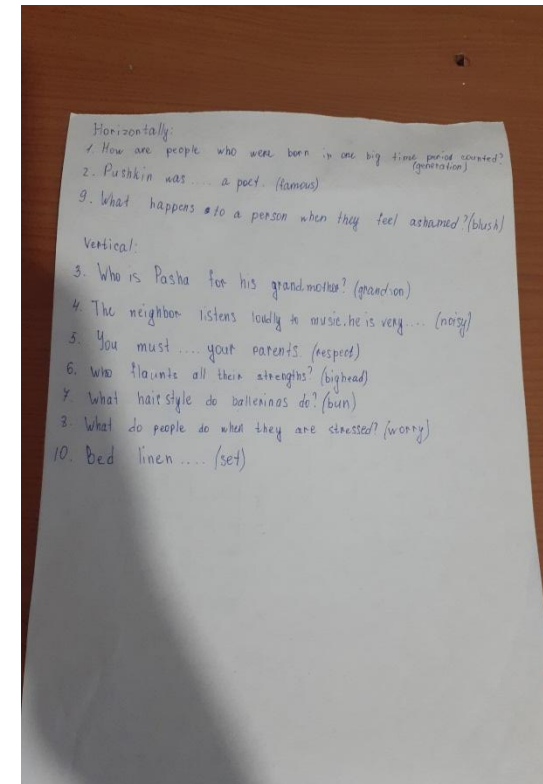 Horizontally:
1. How are people who were born in one big time period counted?
(generation)
2. Pushkin was .... a poet. (famous)
9. What happens to a person when they feel ashamed? (blush)
Vertical:
3. Who is Pasha for his grandmother? (grandson)
4. The neighbor listens loudly to music. he is very.... (noisy)
5. You must .... your parents. (respect)
6. Who flaunts all their strengths? (bighead)
7. What hairstyle do ballerinas do? (bun)
8. What do people do when they are stressed? (worry)
10. Bed linen .... (set)